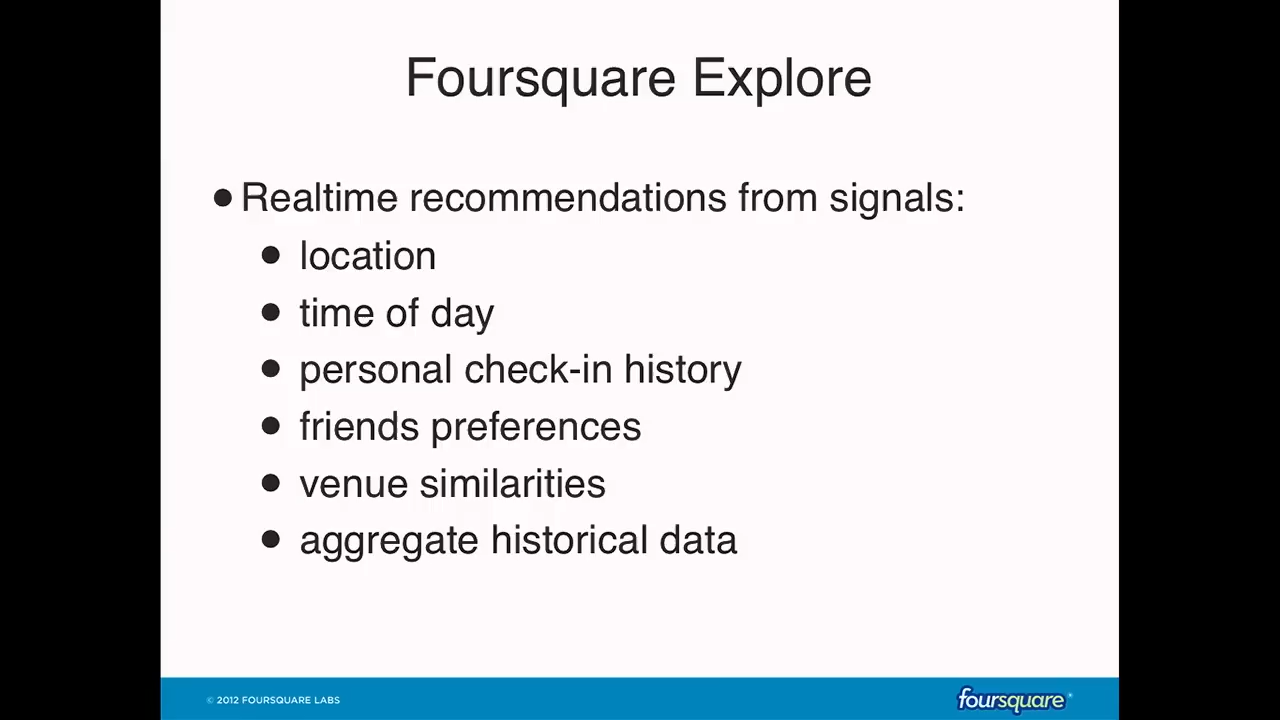 Foursquare Explore
• Realtime recommendations from signals:
• location
• time of day
• personal check-in history
• friends preferences
• venue similarities
• aggregate historical data
© 2012 FOURSQUARE LABS
foursquare®